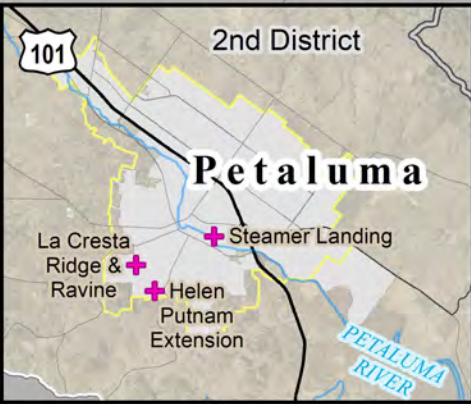 2nd District
101
Petaluma
Steamer Landing
La Cresta
Ridge &
Ravine
Helen
Putnam
Extension
PETALUMA
RIVER